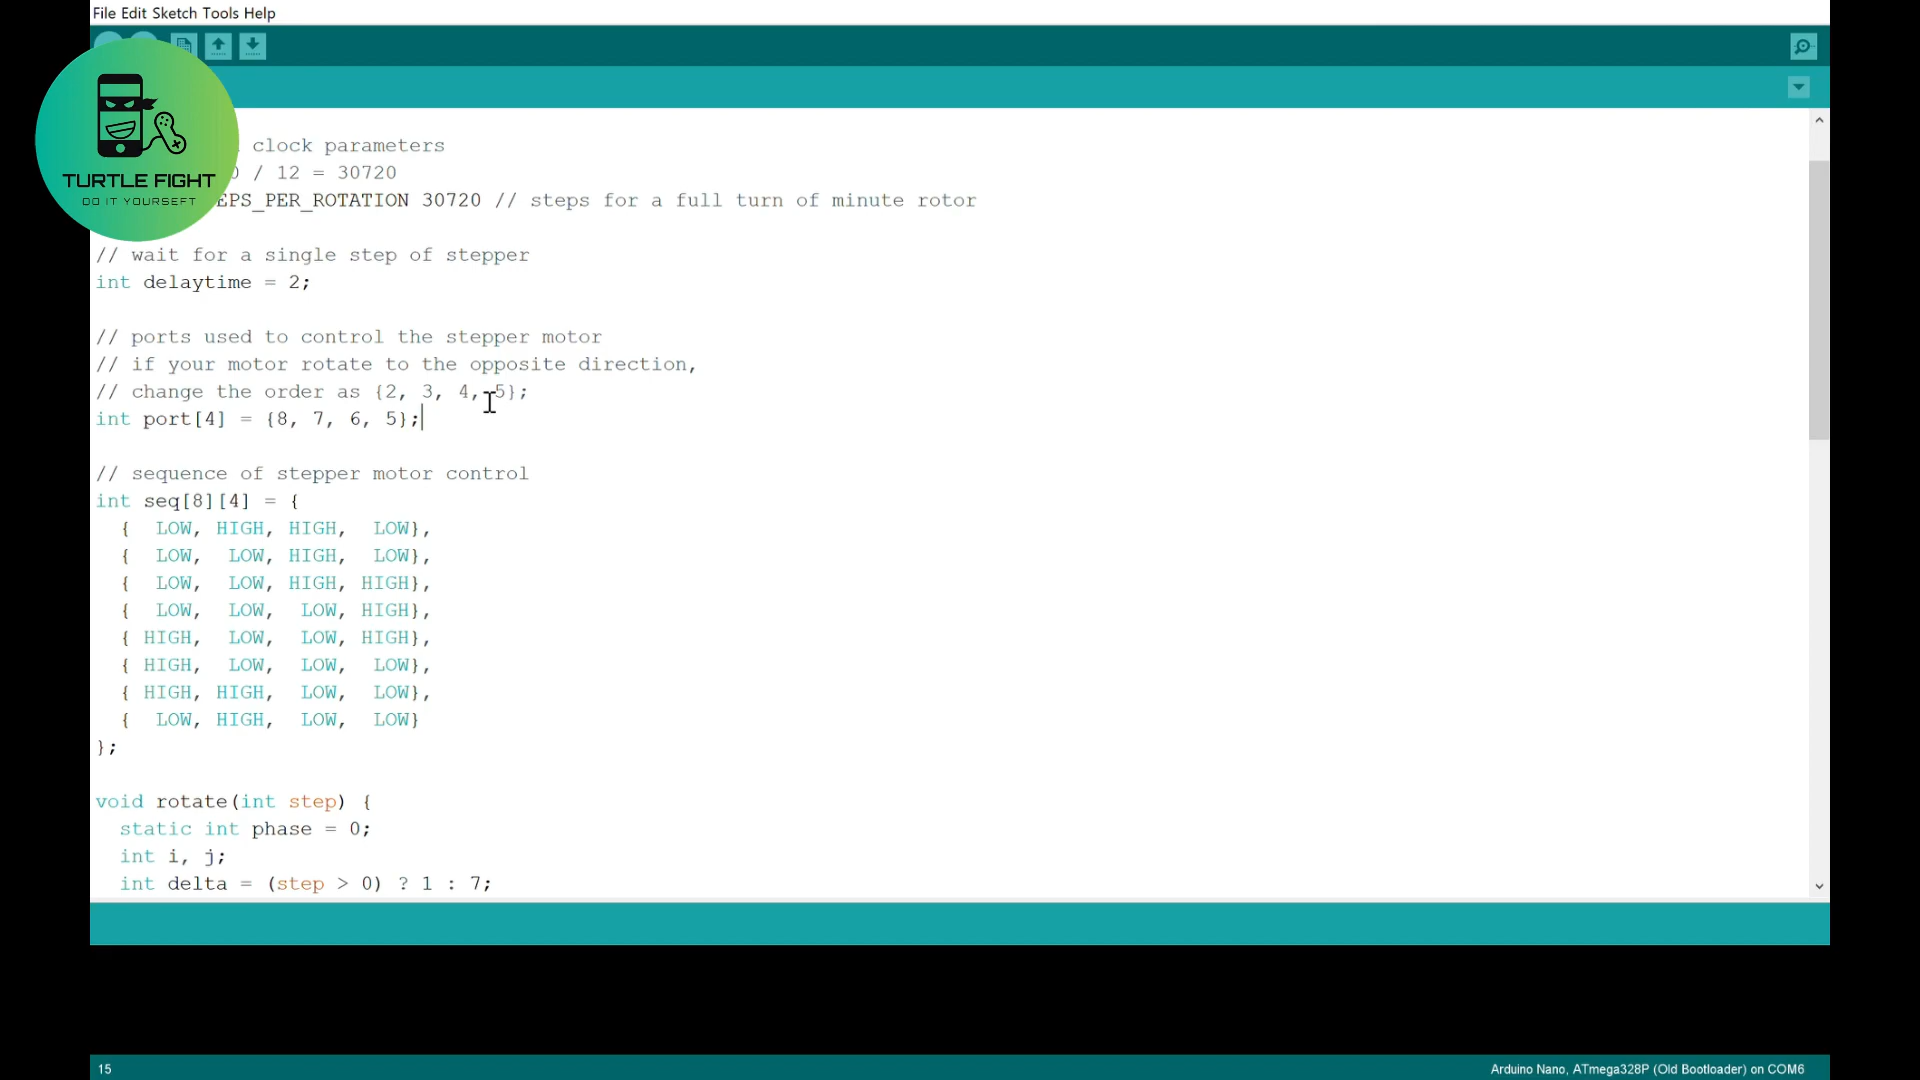 File Edit Sketch Tools Help
TURTLE FIGHT
DO IT YOURSEFT
clock parameters
/ 12 = 30720
EPS_PER_ROTATION 30720 // steps for a full turn of minute rotor
// wait for a single step of stepper
int delaytime = 2;
// ports used to control the stepper motor
// if your motor rotate to the opposite direction,
// change the order as {2, 3, 4, 5};
int port[4] = {8, 7, 6, 5};
// sequence of stepper motor control
int seq[8][4] = {
{ LOW, HIGH, HIGH, LOW},
{ LOW, LOW, HIGH, LOW},
{ LOW, LOW, HIGH, HIGH},
{ LOW, LOW, LOW, HIGH},
{ HIGH, LOW, LOW, HIGH},
{ HIGH, LOW, LOW, LOW},
{ HIGH, HIGH, LOW, LOW},
{ LOW, HIGH, LOW, LOW}
};
void rotate(int step) {
static int phase = 0;
int i, j;
int delta = (step > 0) ? 1 : 7;
15
Arduino Nano, ATmega328P (Old Bootloader) on COM6